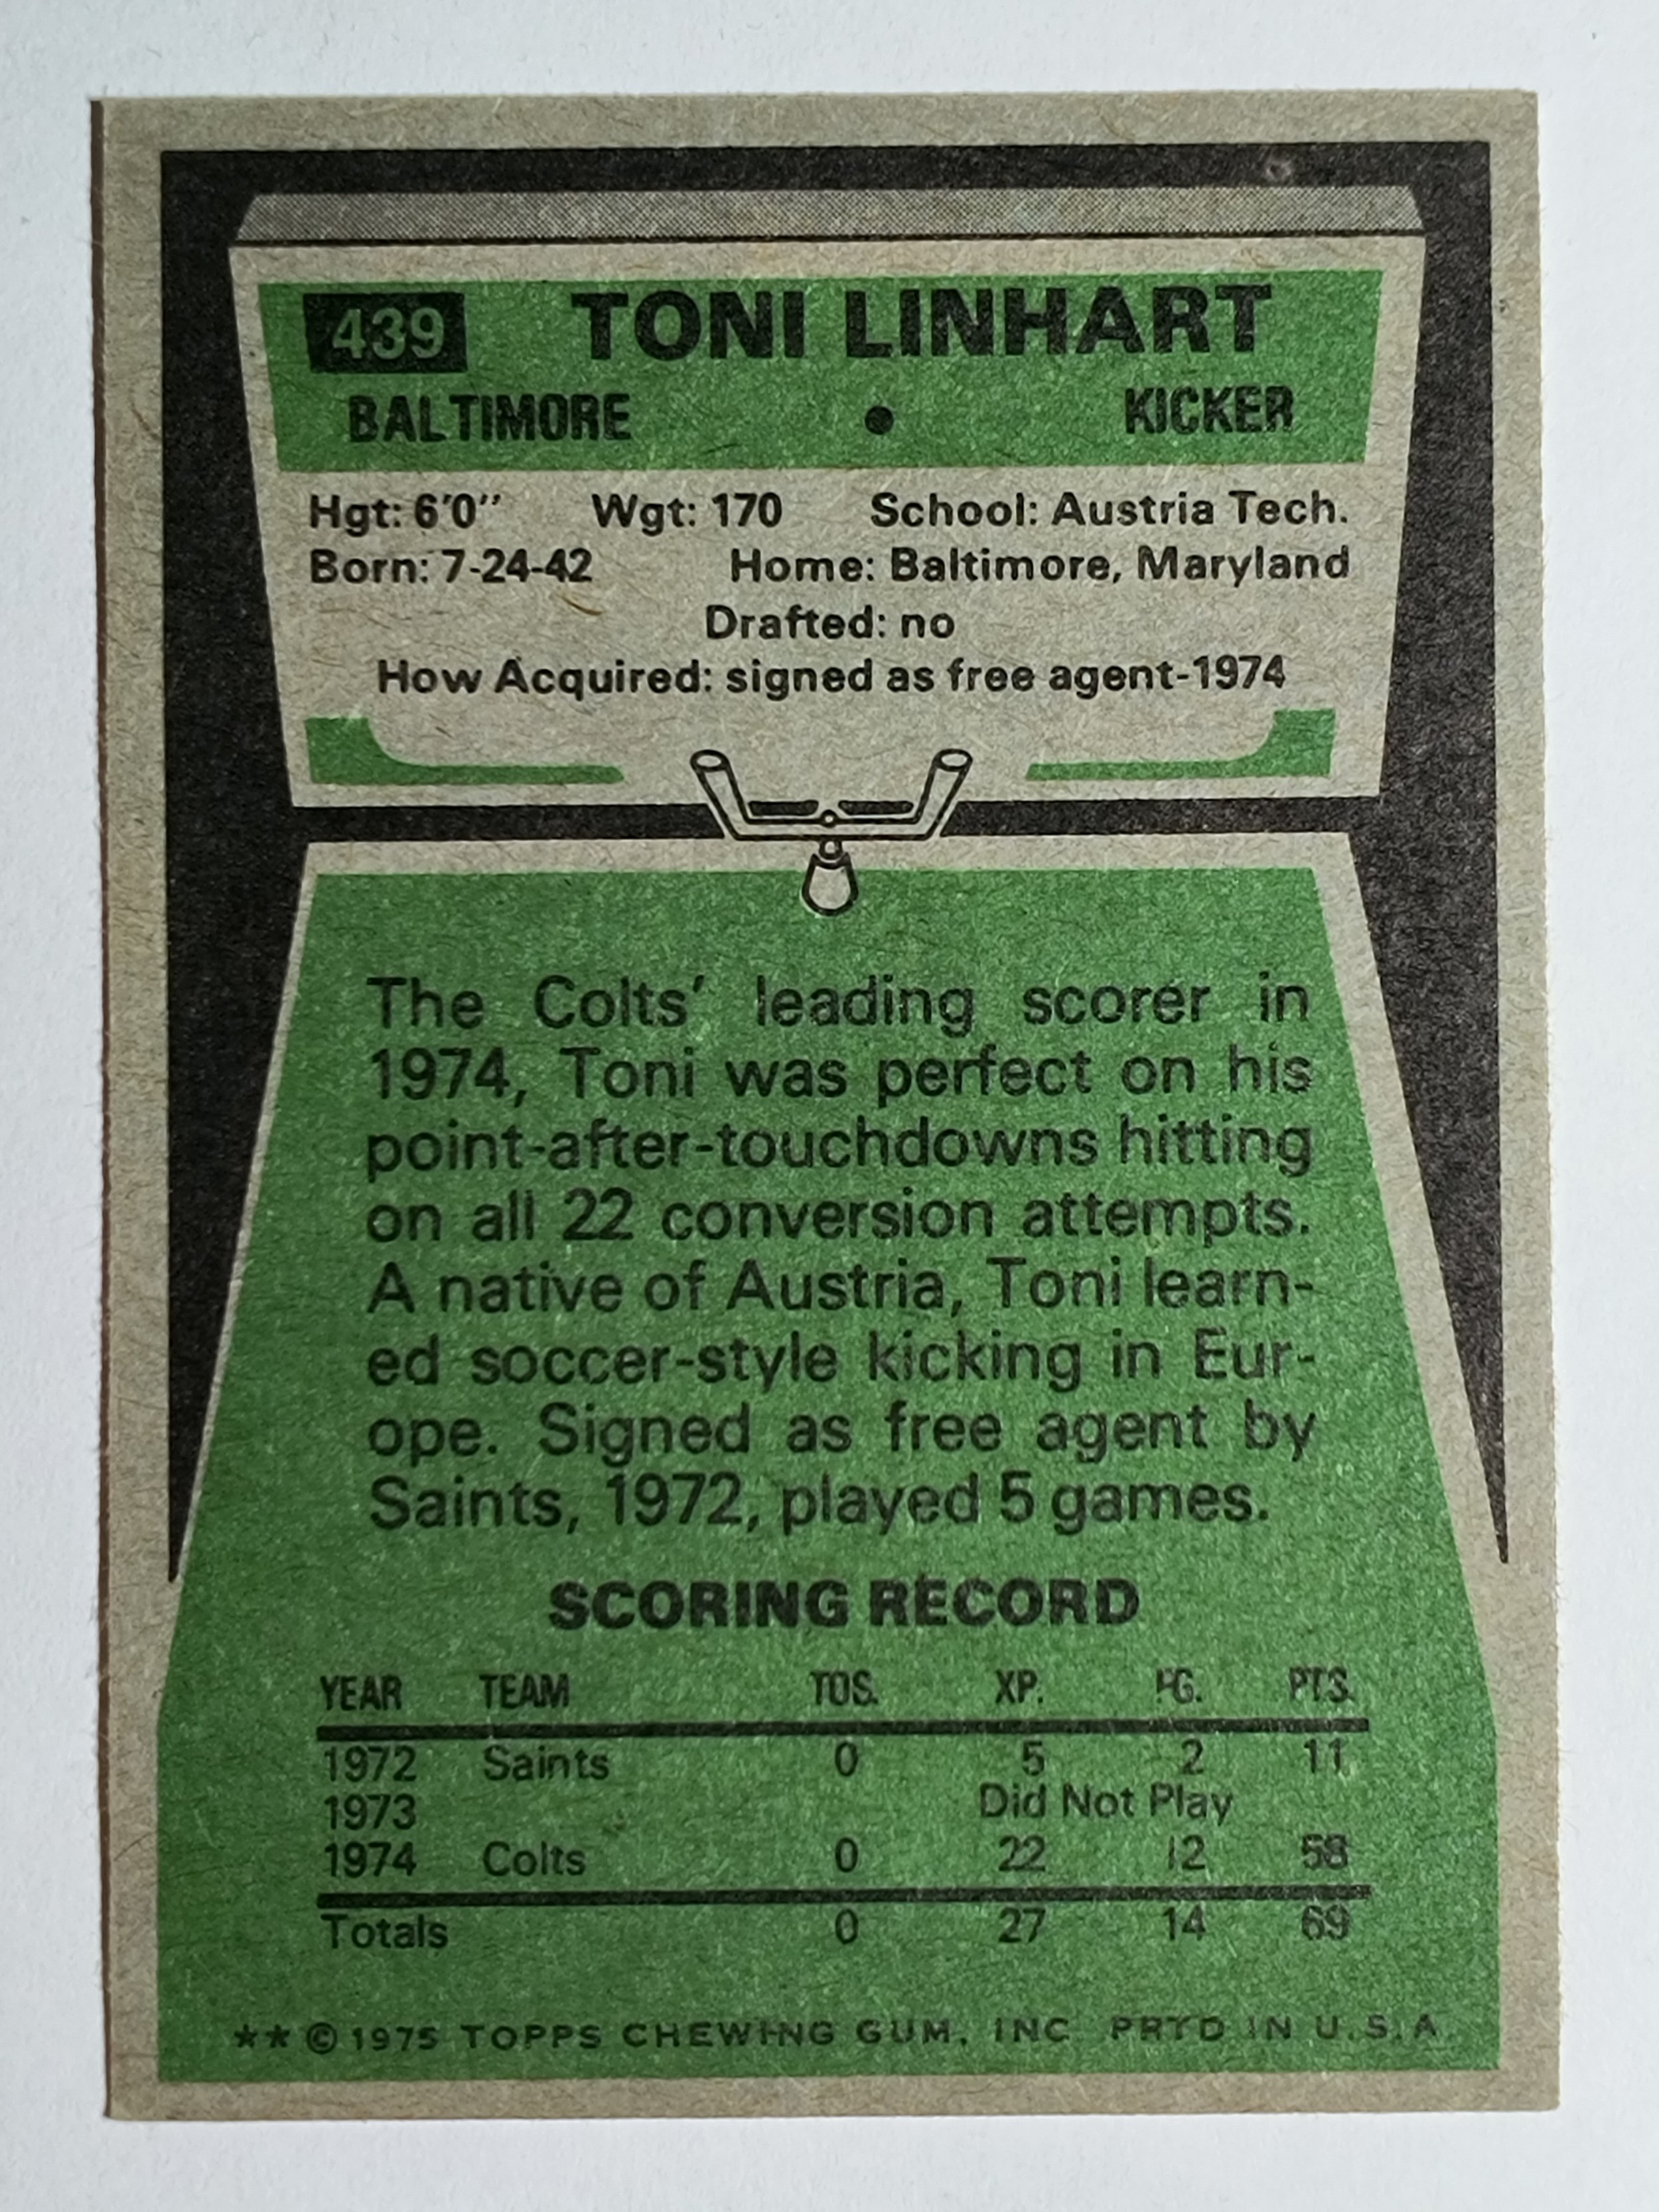 439 TONI LINHART
BALTIMORE • KICKER
Hgt: 6'0" Wgt: 170 School: Austria Tech.
Born: 7-24-42 Home: Baltimore, Maryland
Drafted: no
How Acquired: signed as free agent-1974
The Colts' leading scorer in
1974, Toni was perfect on his
point-after-touchdowns hitting
on all 22 conversion attempts.
A native of Austria, Toni learn-
ed soccer-style kicking in Eur-
ope. Signed as free agent by
Saints, 1972, played 5 games.
SCORING RECORD
YEAR TEAM TDS. XP. FG. PTS.
1972 Saints 0 5 2 11
1973 Did Not Play
1974 Colts 0 22 12 58
Totals 0 27 14 69
** © 1975 TOPPS CHEWING GUM, INC. PRTD IN U.S.A.